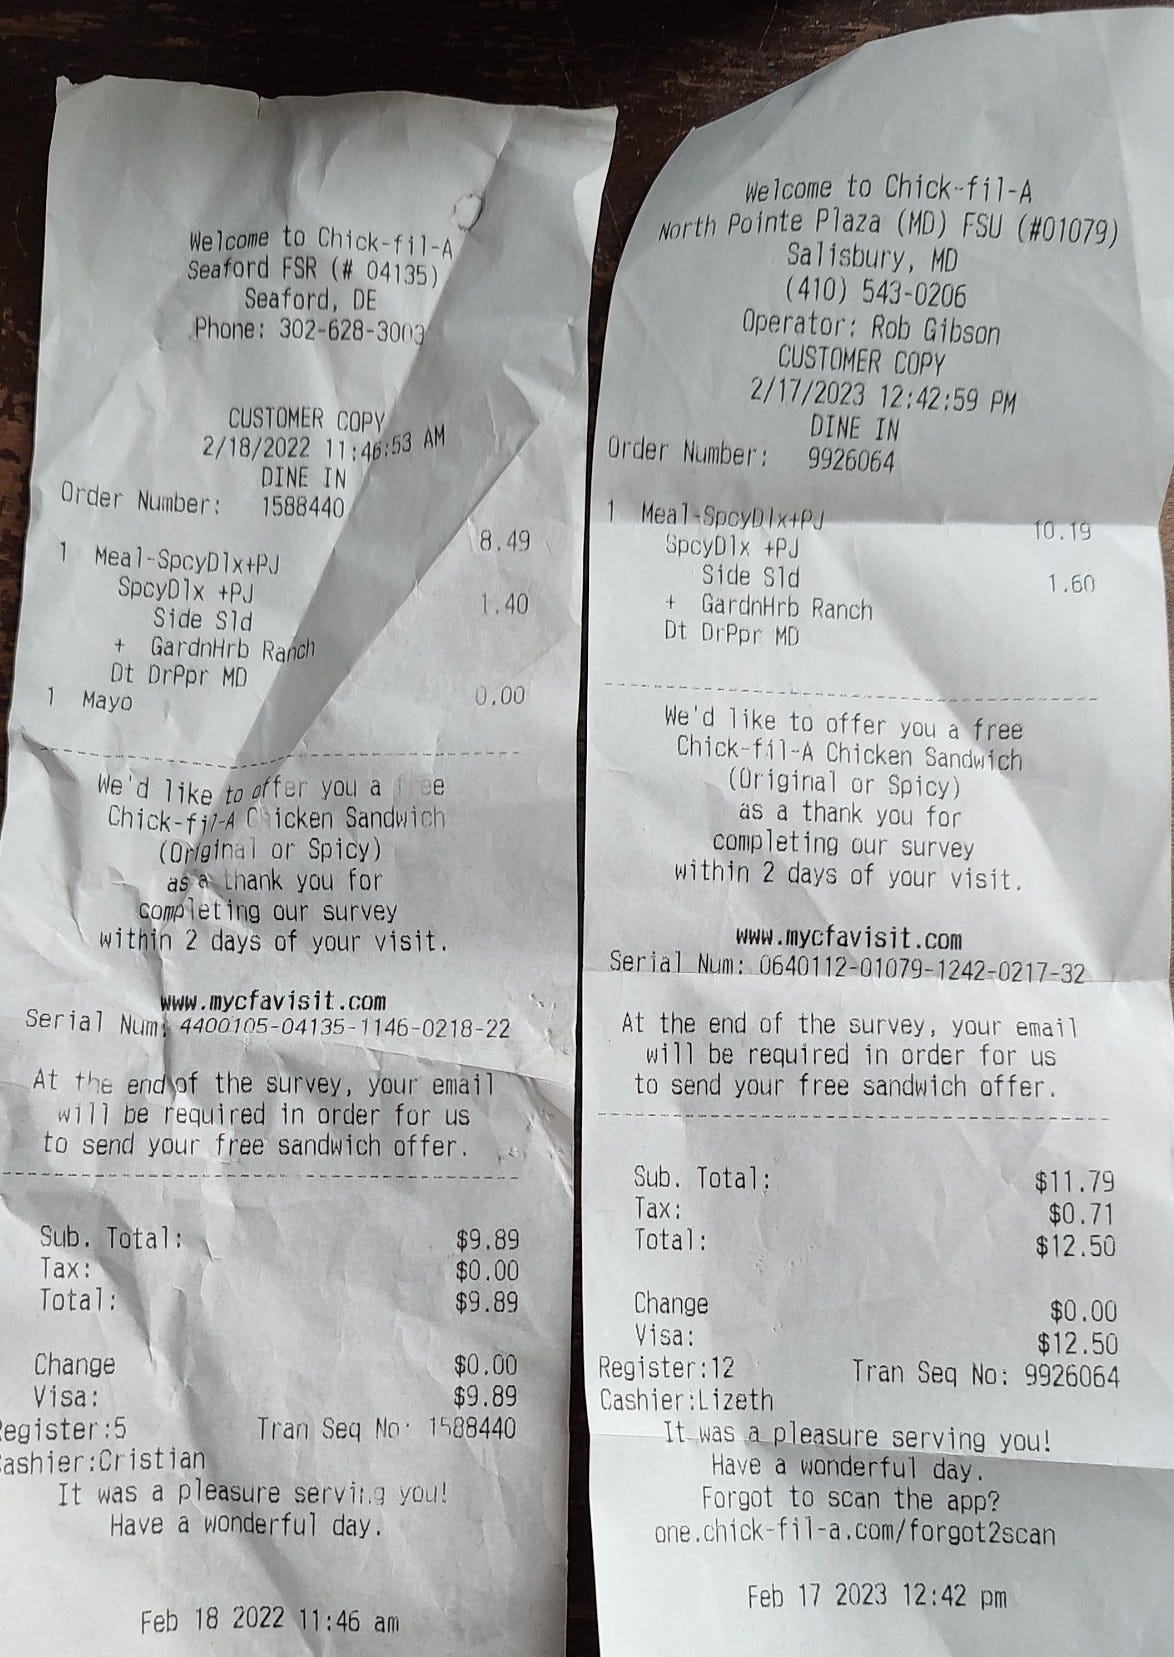 Welcome to Chick-fil-A
Seaford FSR (# 04135)
Seaford, DE
Phone: 302-628-3003
CUSTOMER COPY
2/18/2022 11:46:53 AM
DINE IN
Order Number: 1588440
1 Meal-SpcyDlx+PJ 8.49
SpcyDlx +PJ
Side Sld 1.40
+ GardnHrb Ranch
Dt DrPpr MD
1 Mayo 0.00
We'd like to offer you a free
Chick-fil-A Chicken Sandwich
(Original or Spicy)
as a thank you for
completing our survey
within 2 days of your visit.
www.mycfavisit.com
Serial Num: 4400105-04135-1146-0218-22
At the end of the survey, your email
will be required in order for us
to send your free sandwich offer.
Sub. Total: $9.89
Tax: $0.00
Total: $9.89
Change $0.00
Visa: $9.89
Register:5 Tran Seq No: 1588440
Cashier:Cristian
It was a pleasure serving you!
Have a wonderful day.
Feb 18 2022 11:46 am
Welcome to Chick-fil-A
North Pointe Plaza (MD) FSU (#01079)
Salisbury, MD
(410) 543-0206
Operator: Rob Gibson
CUSTOMER COPY
2/17/2023 12:42:59 PM
DINE IN
Order Number: 9926064
1 Meal-SpcyDlx+PJ 10.19
SpcyDlx +PJ
Side Sld 1.60
+ GardnHrb Ranch
Dt DrPpr MD
We'd like to offer you a free
Chick-fil-A Chicken Sandwich
(Original or Spicy)
as a thank you for
completing our survey
within 2 days of your visit.
www.mycfavisit.com
Serial Num: 0640112-01079-1242-0217-32
At the end of the survey, your email
will be required in order for us
to send your free sandwich offer.
Sub. Total: $11.79
Tax: $0.71
Total: $12.50
Change $0.00
Visa: $12.50
Register:12 Tran Seq No: 9926064
Cashier:Lizeth
It was a pleasure serving you!
Have a wonderful day.
Forgot to scan the app?
one.chick-fil-a.com/forgot2scan
Feb 17 2023 12:42 pm